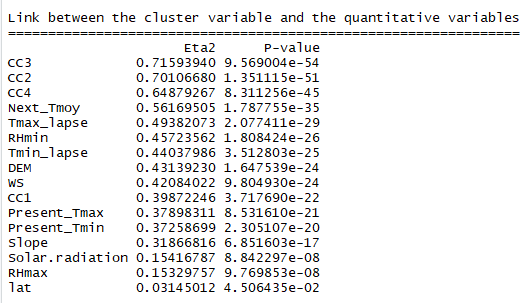 Link between the cluster variable and the quantitative variables
================================================================
Eta2 P-value
CC3 0.71593940 9.569004e-54
CC2 0.70106680 1.351115e-51
CC4 0.64879267 8.311256e-45
Next_Tmoy 0.56169505 1.787755e-35
Tmax_lapse 0.49382073 2.077411e-29
RHmin 0.45723562 1.808424e-26
Tmin_lapse 0.44037986 3.512803e-25
DEM 0.43139230 1.647539e-24
WS 0.42084022 9.804930e-24
CC1 0.39872246 3.717690e-22
Present_Tmax 0.37898311 8.531610e-21
Present_Tmin 0.37258699 2.305107e-20
Slope 0.31866816 6.851603e-17
Solar.radiation 0.15416787 8.842297e-08
RHmax 0.15329757 9.769853e-08
lat 0.03145012 4.506435e-02